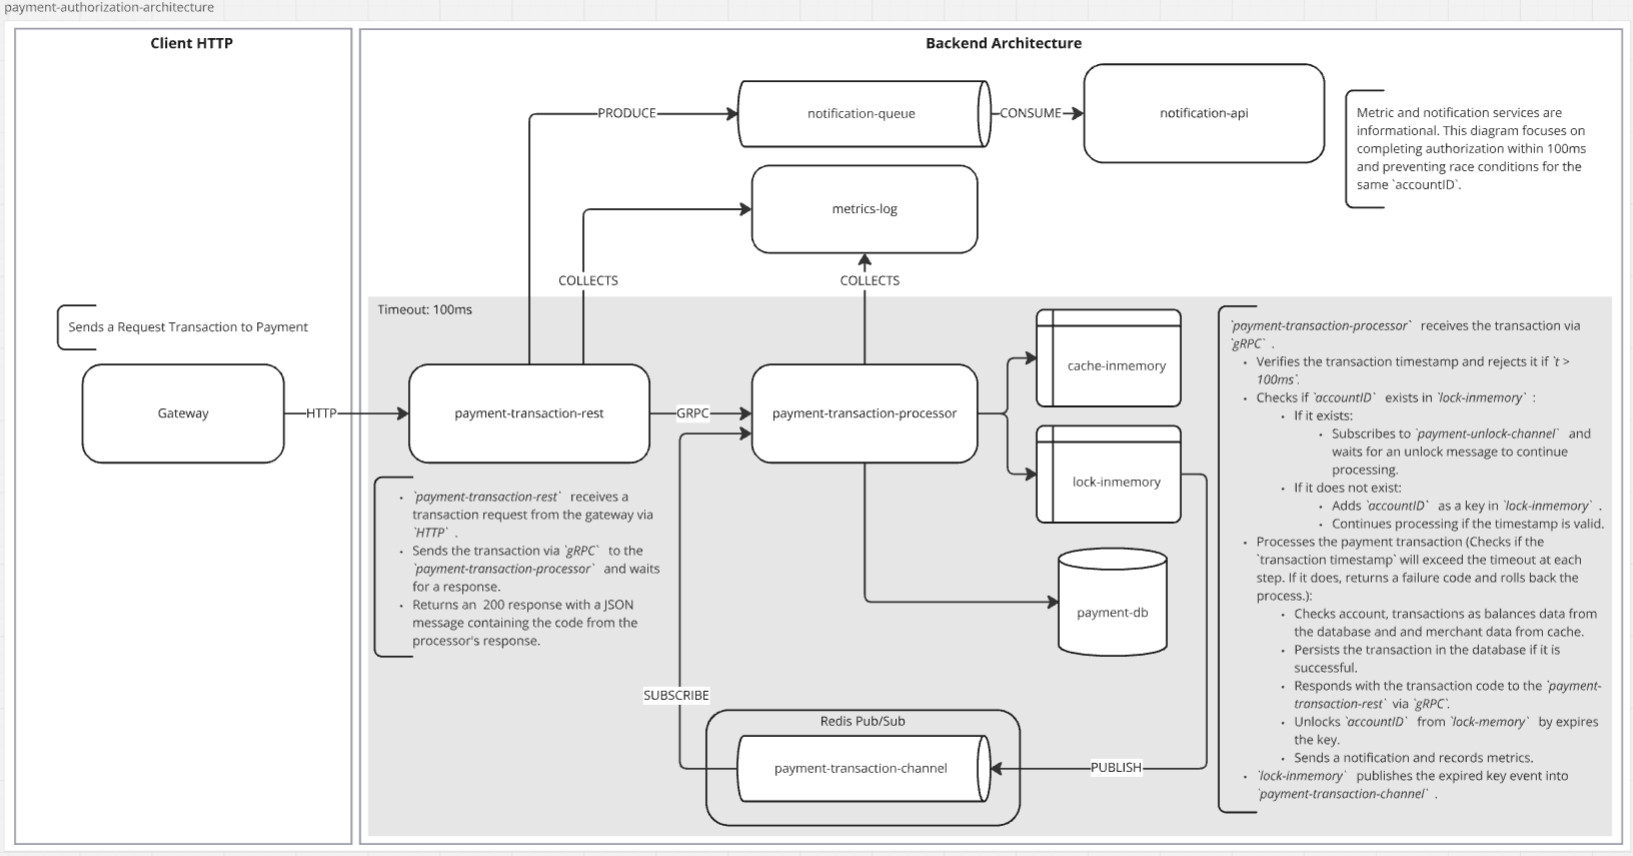 payment-authorization-architecture
Client HTTP
Backend Architecture
PRODUCE
notification-queue
CONSUME
notification-api
Metric and notification services are
informational. This diagram focuses on
completing authorization within 100ms
and preventing race conditions for the
same `accountID`.
metrics-log
COLLECTS
COLLECTS
Timeout: 100ms
Sends a Request Transaction to Payment
Gateway
HTTP
payment-transaction-rest
GRPC
payment-transaction-processor
cache-inmemory
lock-inmemory
payment-db
· `payment-transaction-rest` receives a
transaction request from the gateway via
`HTTP` .
· Sends the transaction via `gRPC` to the
`payment-transaction-processor` and waits
for a response.
· Returns an 200 response with a JSON
message containing the code from the
processor's response.
SUBSCRIBE
Redis Pub/Sub
payment-transaction-channel
PUBLISH
`payment-transaction-processor` receives the transaction via
`gRPC` .
· Verifies the transaction timestamp and rejects it if `t >
100ms`.
· Checks if `accountID` exists in `lock-inmemory` :
· If it exists:
· Subscribes to `payment-unlock-channel` and
waits for an unlock message to continue
processing.
· If it does not exist:
· Adds `accountID` as a key in `lock-inmemory` .
· Continues processing if the timestamp is valid.
· Processes the payment transaction (Checks if the
`transaction timestamp` will exceed the timeout at each
step. If it does, returns a failure code and rolls back the
process.):
· Checks account, transactions as balances data from
the database and and merchant data from cache.
· Persists the transaction in the database if it is
successful.
· Responds with the transaction code to the `payment-
transaction-rest` via `gRPC`.
· Unlocks `accountID` from `lock-memory` by expires
the key.
· Sends a notification and records metrics.
· `lock-inmemory` publishes the expired key event into
`payment-transaction-channel` .